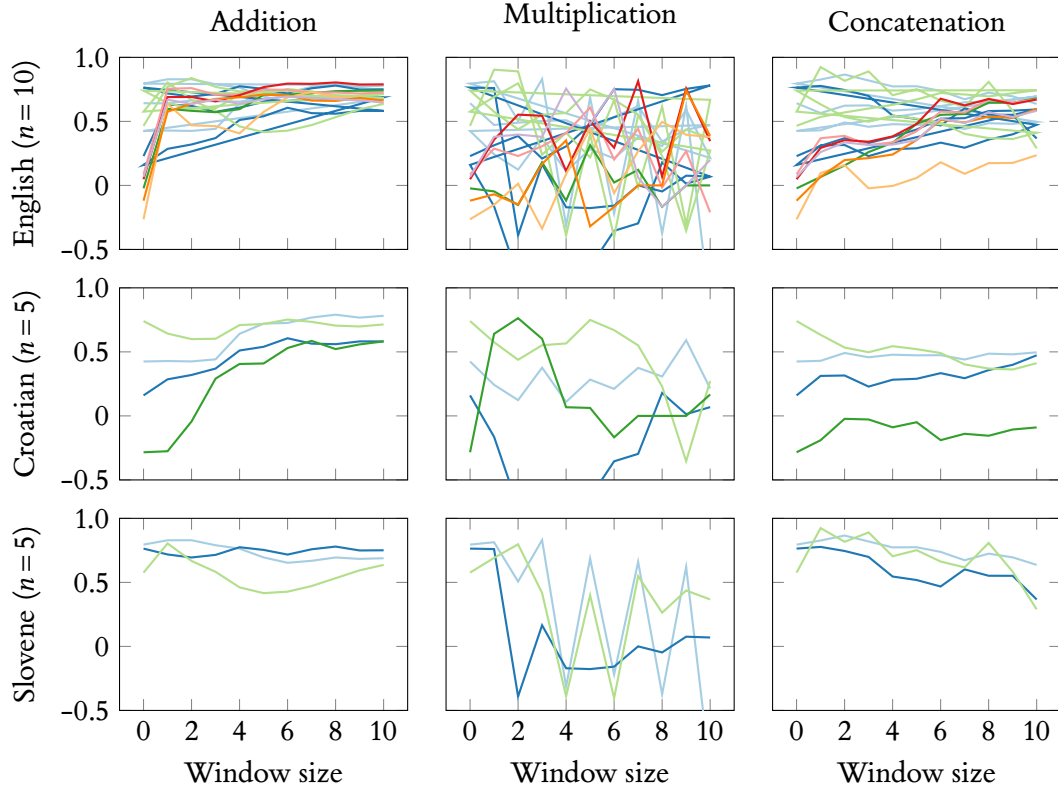 Addition Multiplication Concatenation
English (n = 10)
1.0
0.5
0
−0.5
Croatian (n = 5)
1.0
0.5
0
−0.5
Slovene (n = 5)
1.0
0.5
0
−0.5
0 2 4 6 8 10 0 2 4 6 8 10 0 2 4 6 8 10
Window size Window size Window size